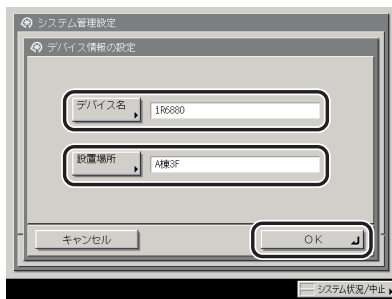 システム管理設定
デバイス情報の設定
デバイス名 1R6880
設置場所 A棟3F
キャンセル OK
システム状況/中止